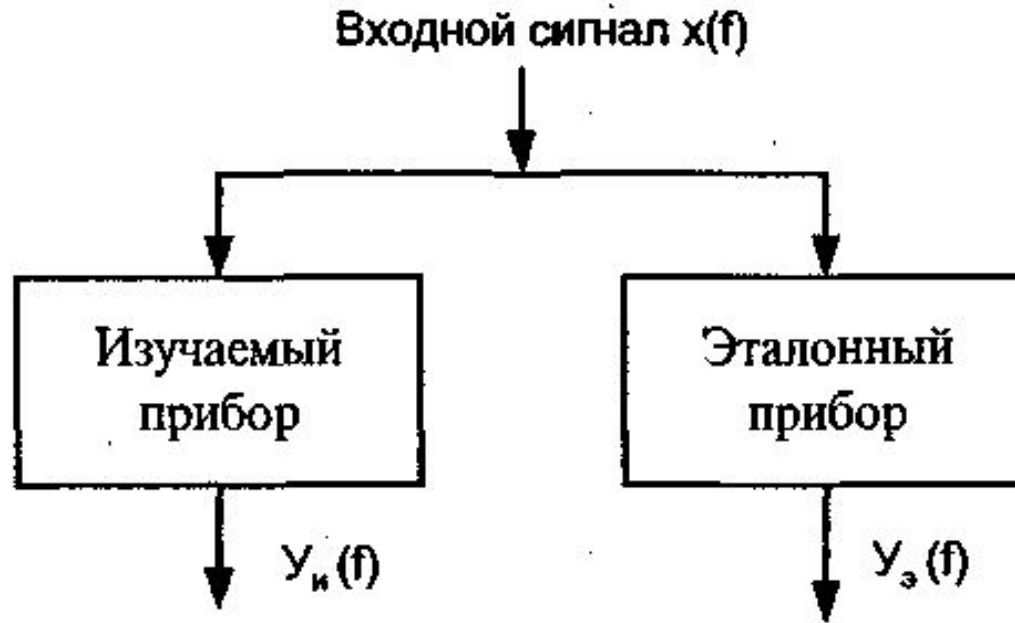 Входной сигнал x(f)
Изучаемый
прибор
Эталонный
прибор
Уи (f)
Уэ (f)